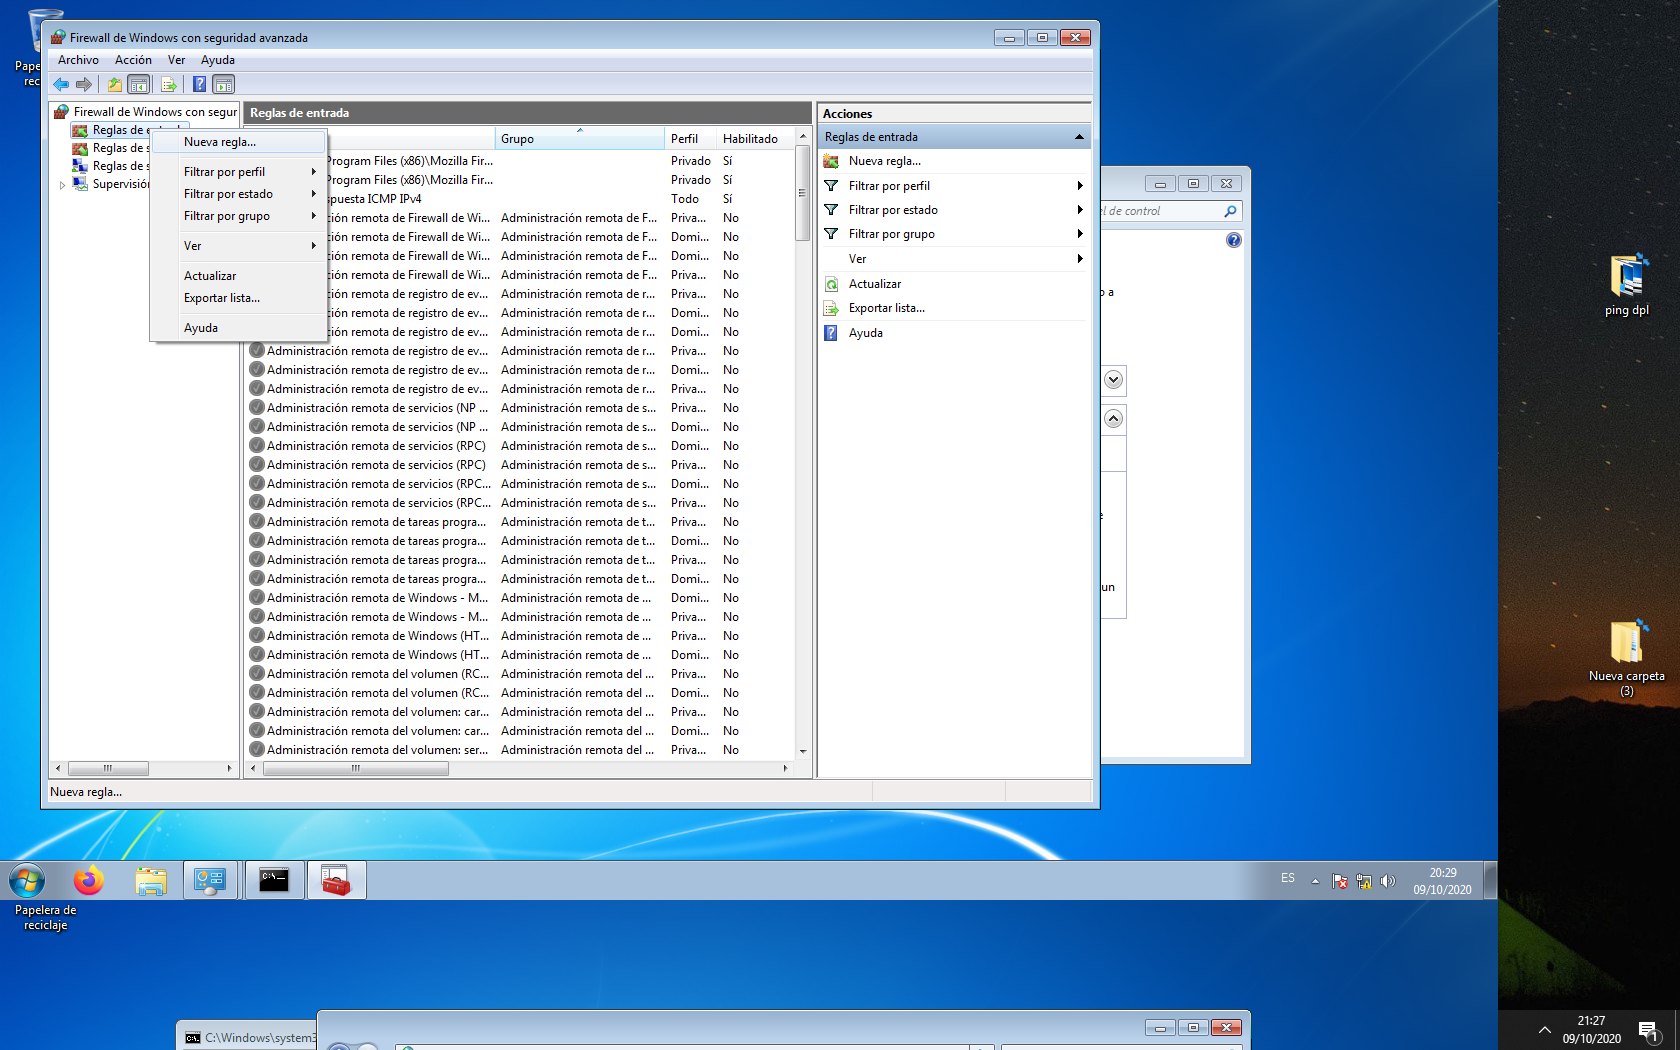 Firewall de Windows con seguridad avanzada
Archivo Acción Ver Ayuda
Firewall de Windows con segur
Reglas de
Reglas de s
Reglas de s
Supervisión
Nueva regla...
Filtrar por perfil
Filtrar por estado
Filtrar por grupo
Ver
Actualizar
Exportar lista...
Ayuda
Reglas de entrada
Grupo Perfil Habilitado
Program Files (x86)\Mozilla Fir... Privado Sí
Program Files (x86)\Mozilla Fir... Privado Sí
spuesta ICMP IPv4 Todo Sí
ión remota de Firewall de Wi... Administración remota de F... Priva... No
ión remota de Firewall de Wi... Administración remota de F... Domi... No
ión remota de Firewall de Wi... Administración remota de F... Domi... No
ión remota de Firewall de Wi... Administración remota de F... Priva... No
ión remota de registro de ev... Administración remota de r... Priva... No
ión remota de registro de ev... Administración remota de r... Domi... No
ión remota de registro de ev... Administración remota de r... Domi... No
Administración remota de registro de ev... Administración remota de r... Priva... No
Administración remota de registro de ev... Administración remota de r... Domi... No
Administración remota de registro de ev... Administración remota de r... Priva... No
Administración remota de servicios (NP ... Administración remota de s... Priva... No
Administración remota de servicios (NP ... Administración remota de s... Domi... No
Administración remota de servicios (RPC) Administración remota de s... Domi... No
Administración remota de servicios (RPC) Administración remota de s... Priva... No
Administración remota de servicios (RPC... Administración remota de s... Domi... No
Administración remota de servicios (RPC... Administración remota de s... Priva... No
Administración remota de tareas progra... Administración remota de t... Priva... No
Administración remota de tareas progra... Administración remota de t... Domi... No
Administración remota de tareas progra... Administración remota de t... Priva... No
Administración remota de tareas progra... Administración remota de t... Domi... No
Administración remota de Windows - M... Administración remota de ... Domi... No
Administración remota de Windows - M... Administración remota de ... Priva... No
Administración remota de Windows (HT... Administración remota de ... Priva... No
Administración remota de Windows (HT... Administración remota de ... Domi... No
Administración remota del volumen (RC... Administración remota del ... Priva... No
Administración remota del volumen (RC... Administración remota del ... Domi... No
Administración remota del volumen: car... Administración remota del ... Priva... No
Administración remota del volumen: car... Administración remota del ... Domi... No
Administración remota del volumen: ser... Administración remota del ... Priva... No
Acciones
Reglas de entrada
Nueva regla...
Filtrar por perfil
Filtrar por estado
Filtrar por grupo
Ver
Actualizar
Exportar lista...
Ayuda
Nueva regla...
el de control
o a
un
Pape
rec
ping dpl
Nueva carpeta
(3)
C:\
ES
20:29
09/10/2020
Papelera de
reciclaje
C:\Windows\system3
21:27
09/10/2020
1